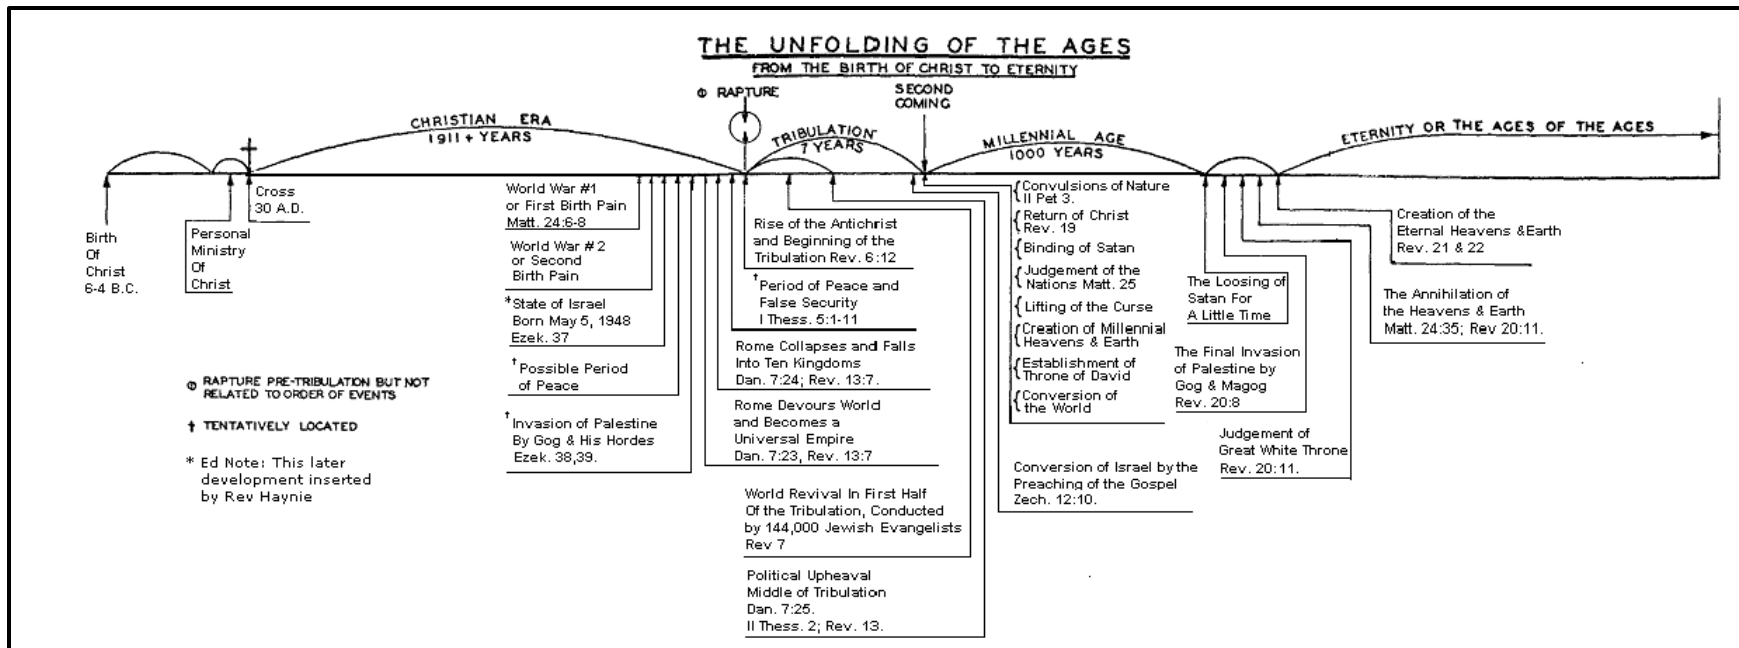 THE UNFOLDING OF THE AGES
FROM THE BIRTH OF CHRIST TO ETERNITY
RAPTURE
SECOND
COMING
CHRISTIAN ERA
1911 + YEARS
TRIBULATION
7 YEARS
MILLENNIAL AGE
1000 YEARS
ETERNITY OR THE AGES OF THE AGES
Birth
Of
Christ
6-4 B.C.
Personal
Ministry
Of
Christ
Cross
30 A.D.
World War #1
or First Birth Pain
Matt. 24:6-8
World War #2
or Second
Birth Pain
*State of Israel
Born May 5, 1948
Ezek. 37
†Possible Period
of Peace
†Invasion of Palestine
By Gog & His Hordes
Ezek. 38,39.
Rise of the Antichrist
and Beginning of the
Tribulation Rev. 6:12
†Period of Peace and
False Security
I Thess. 5:1-11
Rome Collapses and Falls
Into Ten Kingdoms
Dan. 7:24; Rev. 13:7.
Rome Devours World
and Becomes a
Universal Empire
Dan. 7:23, Rev. 13:7
World Revival In First Half
Of the Tribulation, Conducted
by 144,000 Jewish Evangelists
Rev 7
Political Upheaval
Middle of Tribulation
Dan. 7:25.
II Thess. 2; Rev. 13.
{Convulsions of Nature
II Pet 3.
{Return of Christ
Rev. 19
{Binding of Satan
{Judgement of the
Nations Matt. 25
{Lifting of the Curse
{Creation of Millennial
Heavens & Earth
{Establishment of
Throne of David
{Conversion of
the World
Conversion of Israel by the
Preaching of the Gospel
Zech. 12:10.
The Loosing of
Satan For
A Little Time
The Final Invasion
of Palestine by
Gog & Magog
Rev. 20:8
Judgement of
Great White Throne
Rev. 20:11.
Creation of the
Eternal Heavens &Earth
Rev. 21 & 22
The Annihilation of
the Heavens & Earth
Matt. 24:35; Rev 20:11.
RAPTURE PRE-TRIBULATION BUT NOT
RELATED TO ORDER OF EVENTS
† TENTATIVELY LOCATED
* Ed Note: This later
development inserted
by Rev Haynie